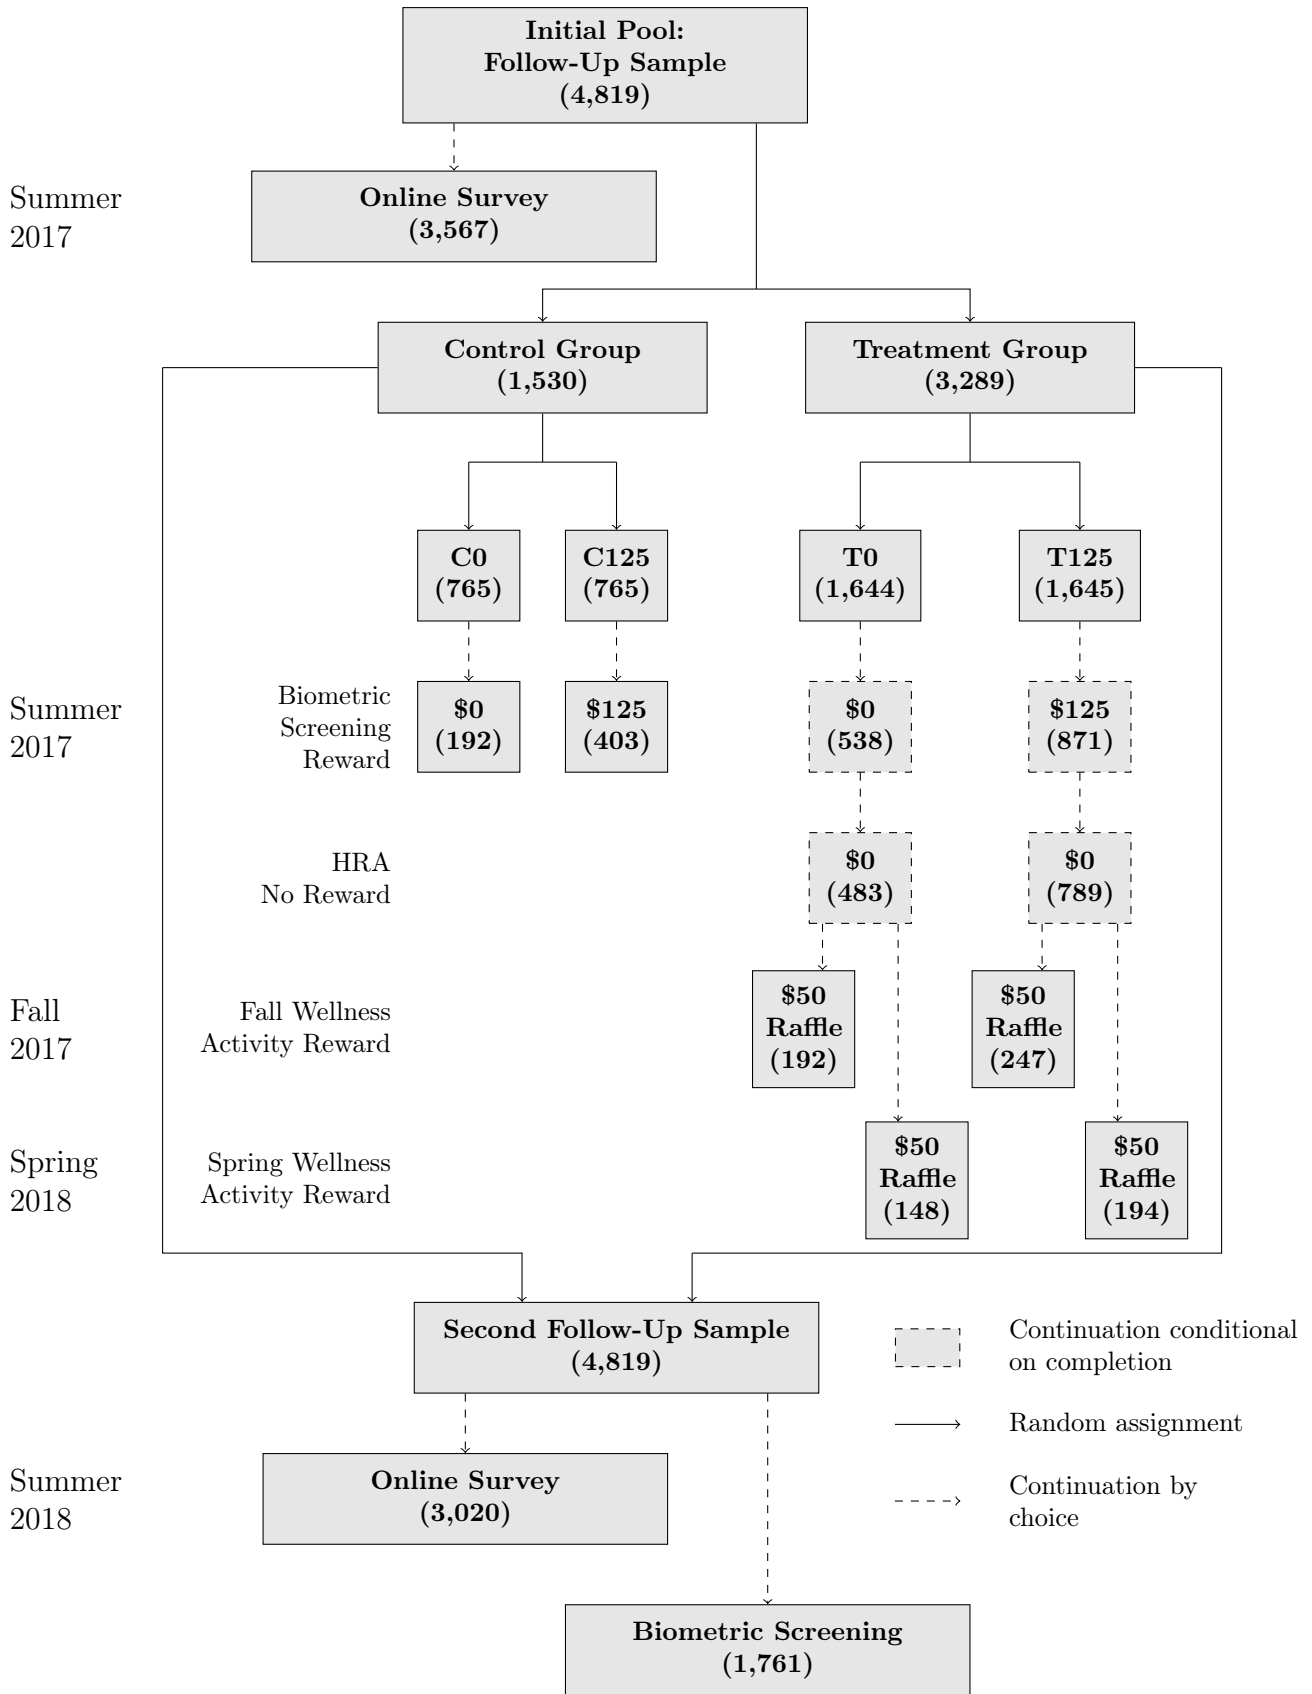 Initial Pool:
Follow-Up Sample
(4,819)
Summer
2017
Online Survey
(3,567)
Control Group
(1,530)
Treatment Group
(3,289)
C0
(765)
C125
(765)
T0
(1,644)
T125
(1,645)
Summer
2017
Biometric
Screening
Reward
$0
(192)
$125
(403)
$0
(538)
$125
(871)
HRA
No Reward
$0
(483)
$0
(789)
Fall
2017
Fall Wellness
Activity Reward
$50
Raffle
(192)
$50
Raffle
(247)
Spring
2018
Spring Wellness
Activity Reward
$50
Raffle
(148)
$50
Raffle
(194)
Second Follow-Up Sample
(4,819)
Continuation conditional
on completion
Random assignment
Continuation by
choice
Summer
2018
Online Survey
(3,020)
Biometric Screening
(1,761)